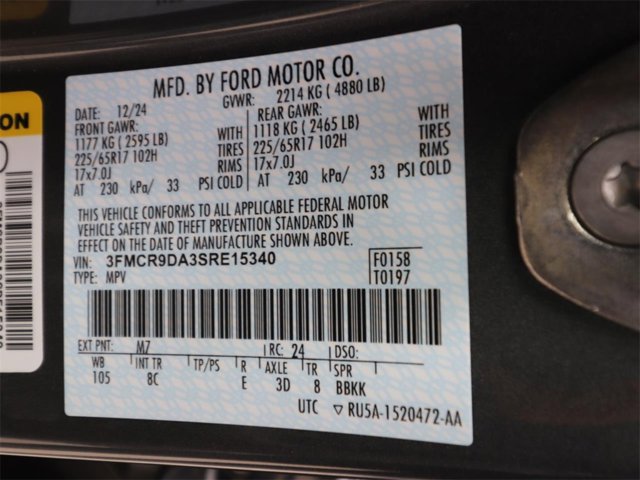 MFD. BY FORD MOTOR CO.
DATE: 12/24 GVWR: 2214 KG ( 4880 LB)
FRONT GAWR: REAR GAWR:
1177 KG ( 2595 LB) WITH 1118 KG ( 2465 LB) WITH
225/65R17 102H TIRES 225/65R17 102H TIRES
17x7.0J RIMS 17x7.0J RIMS
AT 230 kPa/ 33 PSI COLD AT 230 kPa/ 33 PSI COLD
THIS VEHICLE CONFORMS TO ALL APPLICABLE FEDERAL MOTOR
VEHICLE SAFETY AND THEFT PREVENTION STANDARDS IN
EFFECT ON THE DATE OF MANUFACTURE SHOWN ABOVE.
VIN: 3FMCR9DA3SRE15340 F0158
TYPE: MPV T0197
EXT PNT: M7 RC: 24 DSO:
WB INT TR TP/PS R AXLE TR SPR
105 8C E 3D 8 BBKK
UTC ▽ RU5A-1520472-AA
ON